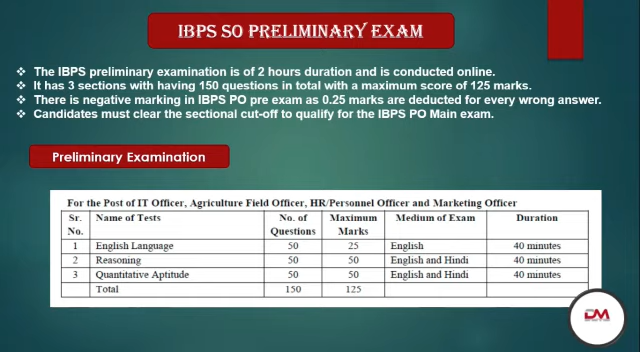 IBPS SO PRELIMINARY EXAM
❖ The IBPS preliminary examination is of 2 hours duration and is conducted online.
❖ It has 3 sections with having 150 questions in total with a maximum score of 125 marks.
❖ There is negative marking in IBPS PO pre exam as 0.25 marks are deducted for every wrong answer.
❖ Candidates must clear the sectional cut-off to qualify for the IBPS PO Main exam.
Preliminary Examination
For the Post of IT Officer, Agriculture Field Officer, HR/Personnel Officer and Marketing Officer
Sr. Name of Tests No. of Maximum Medium of Exam Duration
No. Questions Marks
1 English Language 50 25 English 40 minutes
2 Reasoning 50 50 English and Hindi 40 minutes
3 Quantitative Aptitude 50 50 English and Hindi 40 minutes
Total 150 125
DM